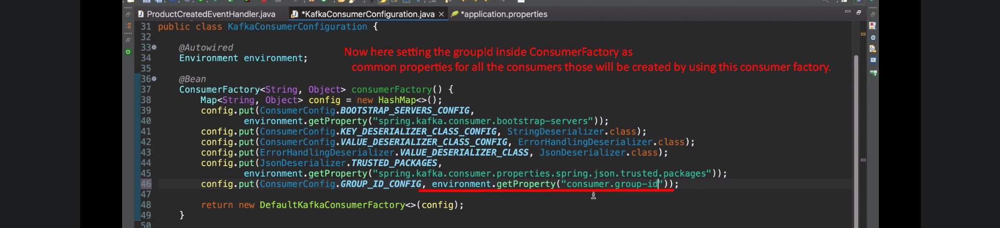 ProductCreatedEventHandler.java *KafkaConsumerConfiguration.java *application.properties
31 public class KafkaConsumerConfiguration {
32
33 @Autowired
34 Environment environment;
35
36 @Bean
37 ConsumerFactory<String, Object> consumerFactory() {
38 Map<String, Object> config = new HashMap<>();
39 config.put(ConsumerConfig.BOOTSTRAP_SERVERS_CONFIG,
40 environment.getProperty("spring.kafka.consumer.bootstrap-servers"));
41 config.put(ConsumerConfig.KEY_DESERIALIZER_CLASS_CONFIG, StringDeserializer.class);
42 config.put(ConsumerConfig.VALUE_DESERIALIZER_CLASS_CONFIG, ErrorHandlingDeserializer.class);
43 config.put(ErrorHandlingDeserializer.VALUE_DESERIALIZER_CLASS, JsonDeserializer.class);
44 config.put(JsonDeserializer.TRUSTED_PACKAGES,
45 environment.getProperty("spring.kafka.consumer.properties.spring.json.trusted.packages"));
46 config.put(ConsumerConfig.GROUP_ID_CONFIG, environment.getProperty("consumer.group-id"));
47
48 return new DefaultKafkaConsumerFactory<>(config);
49 }
50
Now here setting the groupId inside ConsumerFactory as
common properties for all the consumers those will be created by using this consumer factory.